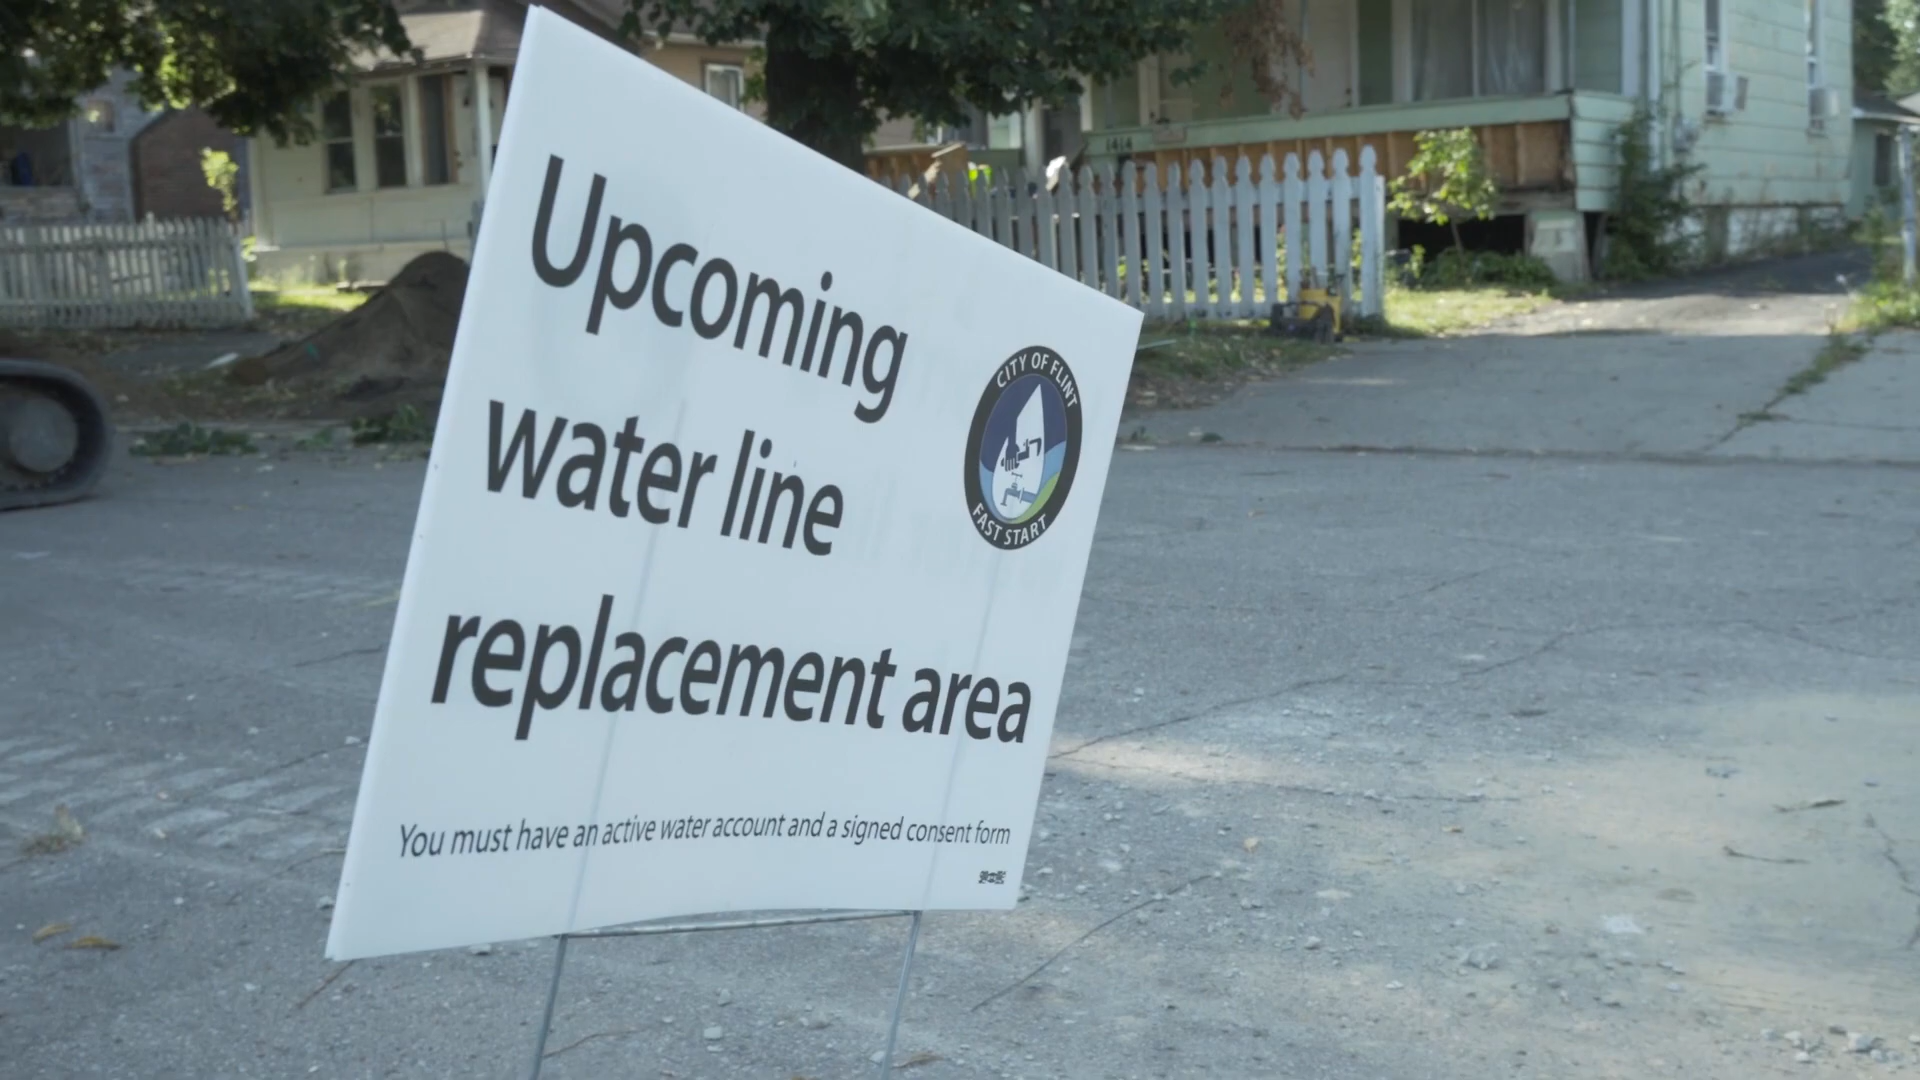 1414
Upcoming
water line
replacement area
CITY OF FLINT
FAST START
You must have an active water account and a signed consent form